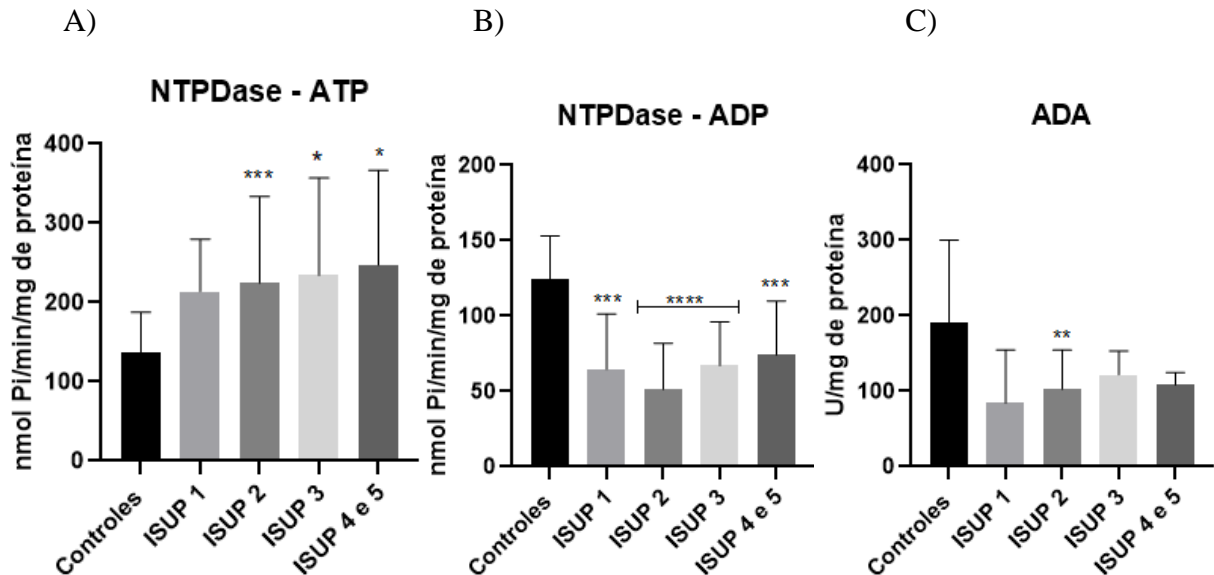 A)
NTPDase - ATP
nmol Pi/min/mg de proteína
400
300
200
100
0
***
*
*
Controles
ISUP 1
ISUP 2
ISUP 3
ISUP 4 e 5
B)
NTPDase - ADP
nmol Pi/min/mg de proteína
200
150
100
50
0
***
****
***
Controles
ISUP 1
ISUP 2
ISUP 3
ISUP 4 e 5
C)
ADA
U/mg de proteína
400
300
200
100
0
**
Controles
ISUP 1
ISUP 2
ISUP 3
ISUP 4 e 5